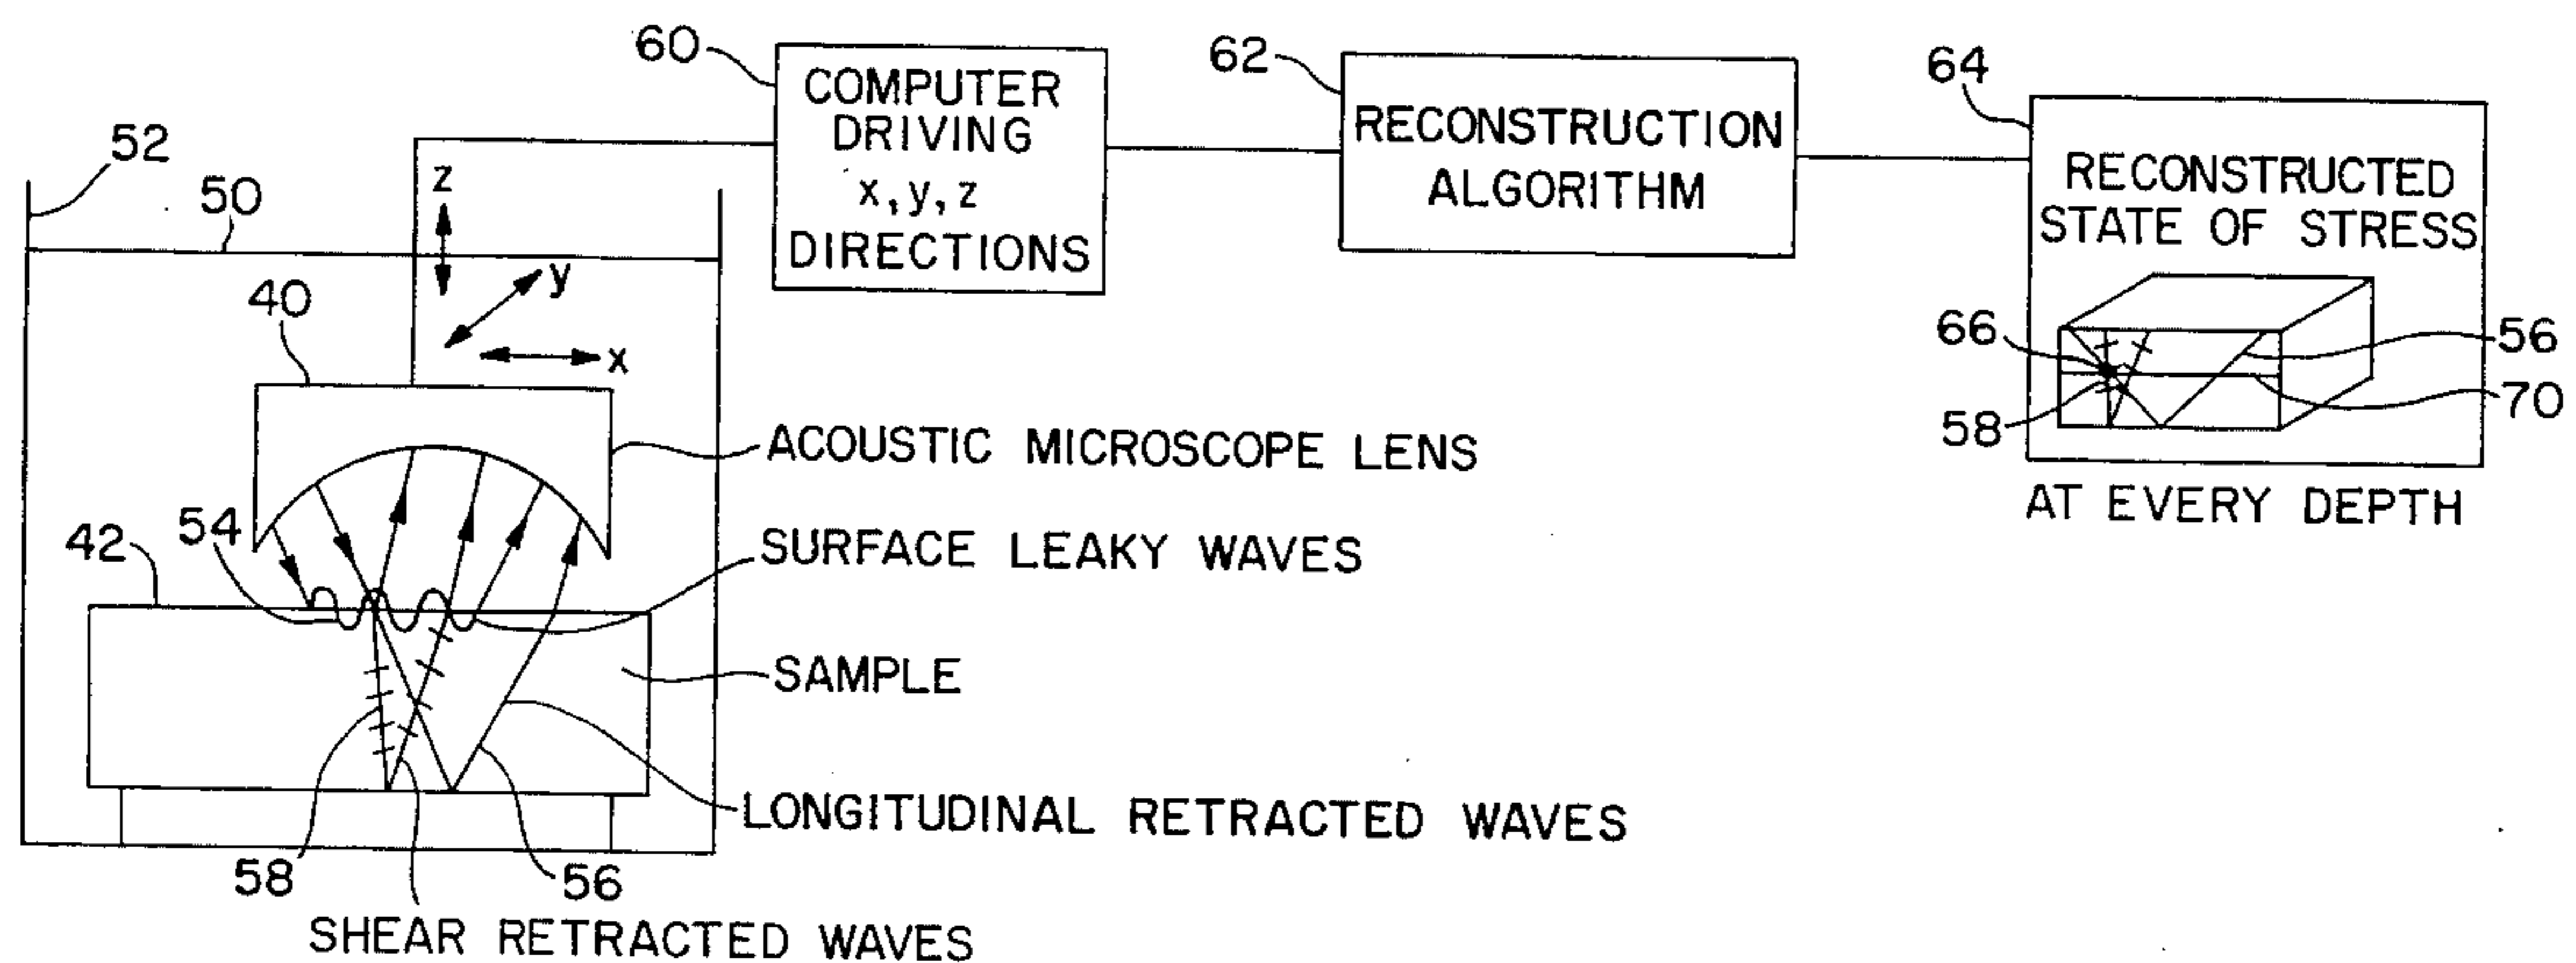 60
COMPUTER
DRIVING
x, y, z
DIRECTIONS
62
RECONSTRUCTION
ALGORITHM
64
RECONSTRUCTED
STATE OF STRESS
66
56
58
70
AT EVERY DEPTH
52
50
z
y
x
40
ACOUSTIC MICROSCOPE LENS
54
42
SURFACE LEAKY WAVES
SAMPLE
LONGITUDINAL RETRACTED WAVES
58
56
SHEAR RETRACTED WAVES